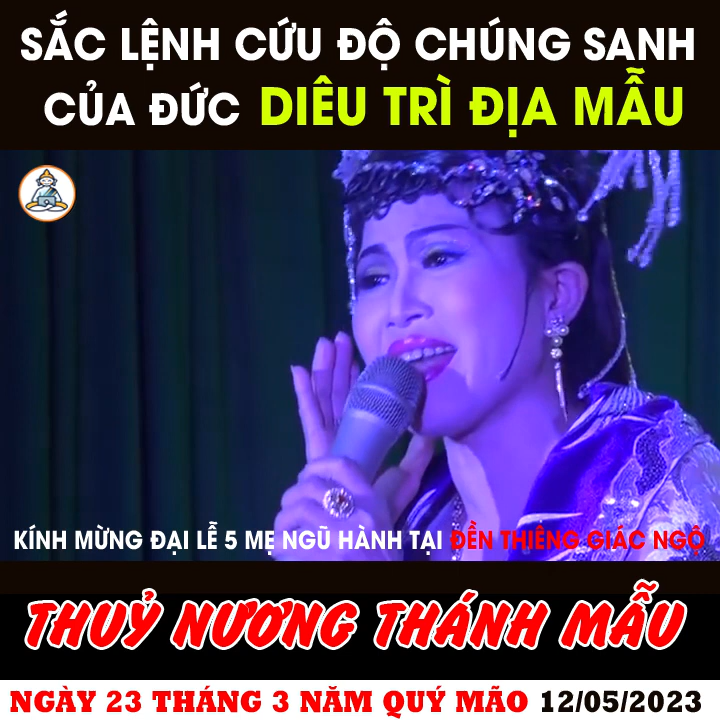 SẮC LỆNH CỨU ĐỘ CHÚNG SANH
CỦA ĐỨC DIÊU TRÌ ĐỊA MẪU
KÍNH MỪNG ĐẠI LỄ 5 MẸ NGŨ HÀNH TẠI ĐỀN THIÊNG GIÁC NGỘ
THUỶ NƯƠNG THÁNH MẪU
NGÀY 23 THÁNG 3 NĂM QUÝ MÃO 12/05/2023